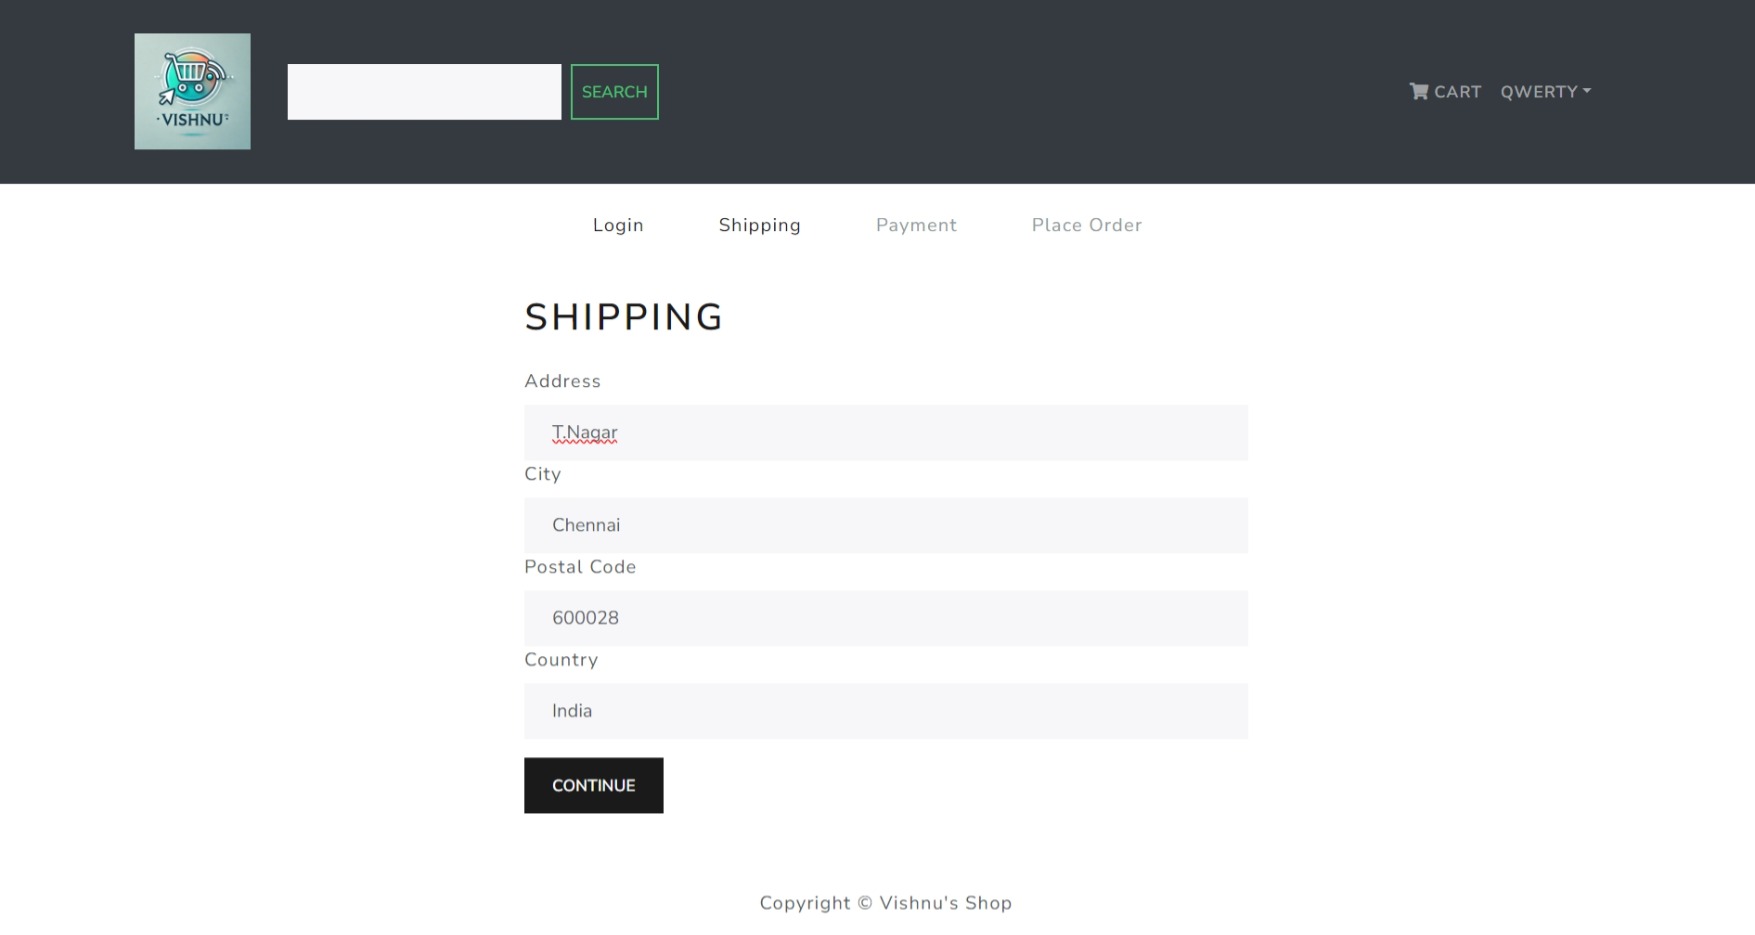 VISHNU
SEARCH
CART QWERTY
Login Shipping Payment Place Order
SHIPPING
Address
T.Nagar
City
Chennai
Postal Code
600028
Country
India
CONTINUE
Copyright © Vishnu's Shop